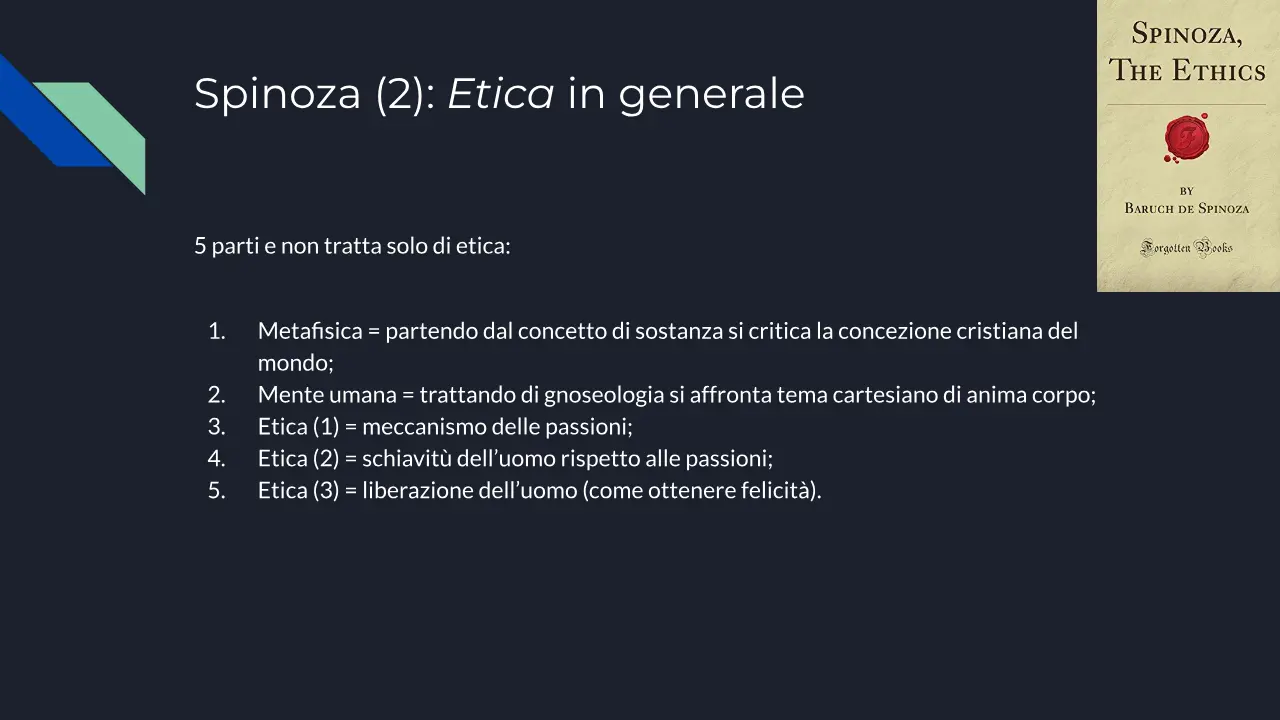 Spinoza (2): Etica in generale
SPINOZA,
THE ETHICS
F
BY
BARUCH DE SPINOZA
Forgotten Books
5 parti e non tratta solo di etica:
1. Metafisica = partendo dal concetto di sostanza si critica la concezione cristiana del
mondo;
2. Mente umana = trattando di gnoseologia si affronta tema cartesiano di anima corpo;
3. Etica (1) = meccanismo delle passioni;
4. Etica (2) = schiavitù dell’uomo rispetto alle passioni;
5. Etica (3) = liberazione dell’uomo (come ottenere felicità).